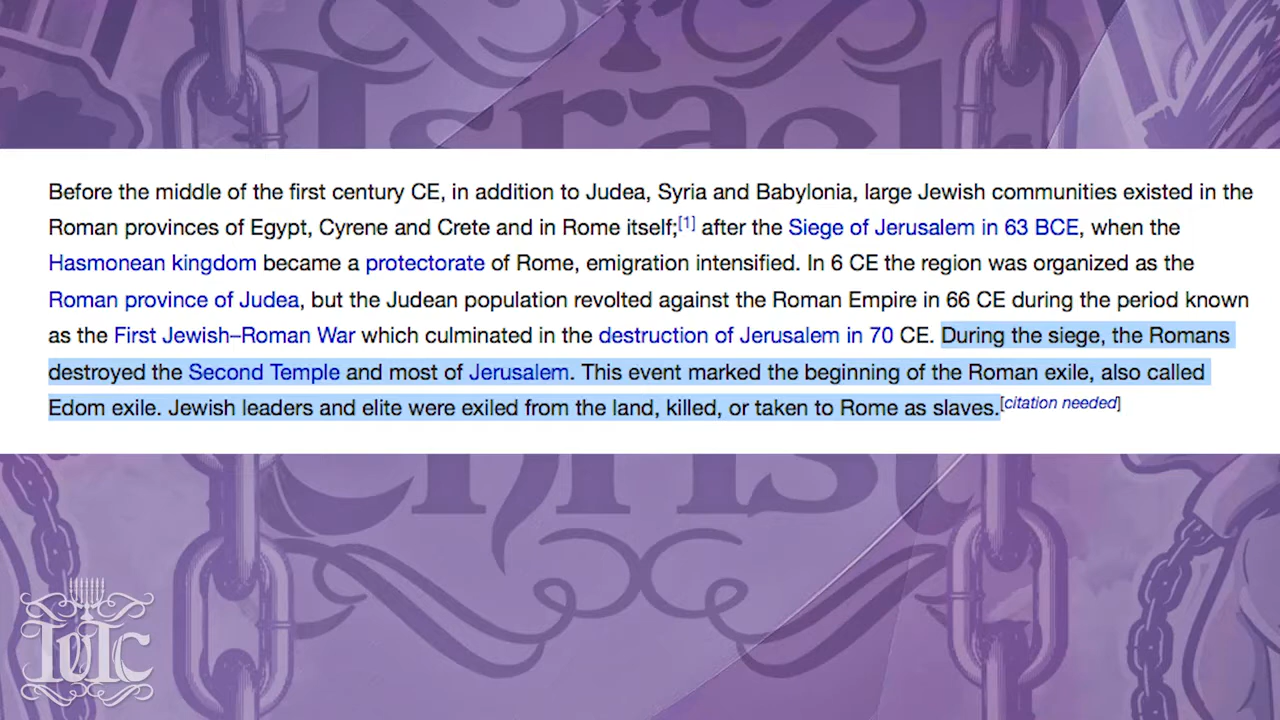 Israel
Before the middle of the first century CE, in addition to Judea, Syria and Babylonia, large Jewish communities existed in the
Roman provinces of Egypt, Cyrene and Crete and in Rome itself;[1] after the Siege of Jerusalem in 63 BCE, when the
Hasmonean kingdom became a protectorate of Rome, emigration intensified. In 6 CE the region was organized as the
Roman province of Judea, but the Judean population revolted against the Roman Empire in 66 CE during the period known
as the First Jewish–Roman War which culminated in the destruction of Jerusalem in 70 CE. During the siege, the Romans
destroyed the Second Temple and most of Jerusalem. This event marked the beginning of the Roman exile, also called
Edom exile. Jewish leaders and elite were exiled from the land, killed, or taken to Rome as slaves.[citation needed]
Christ
IUIC